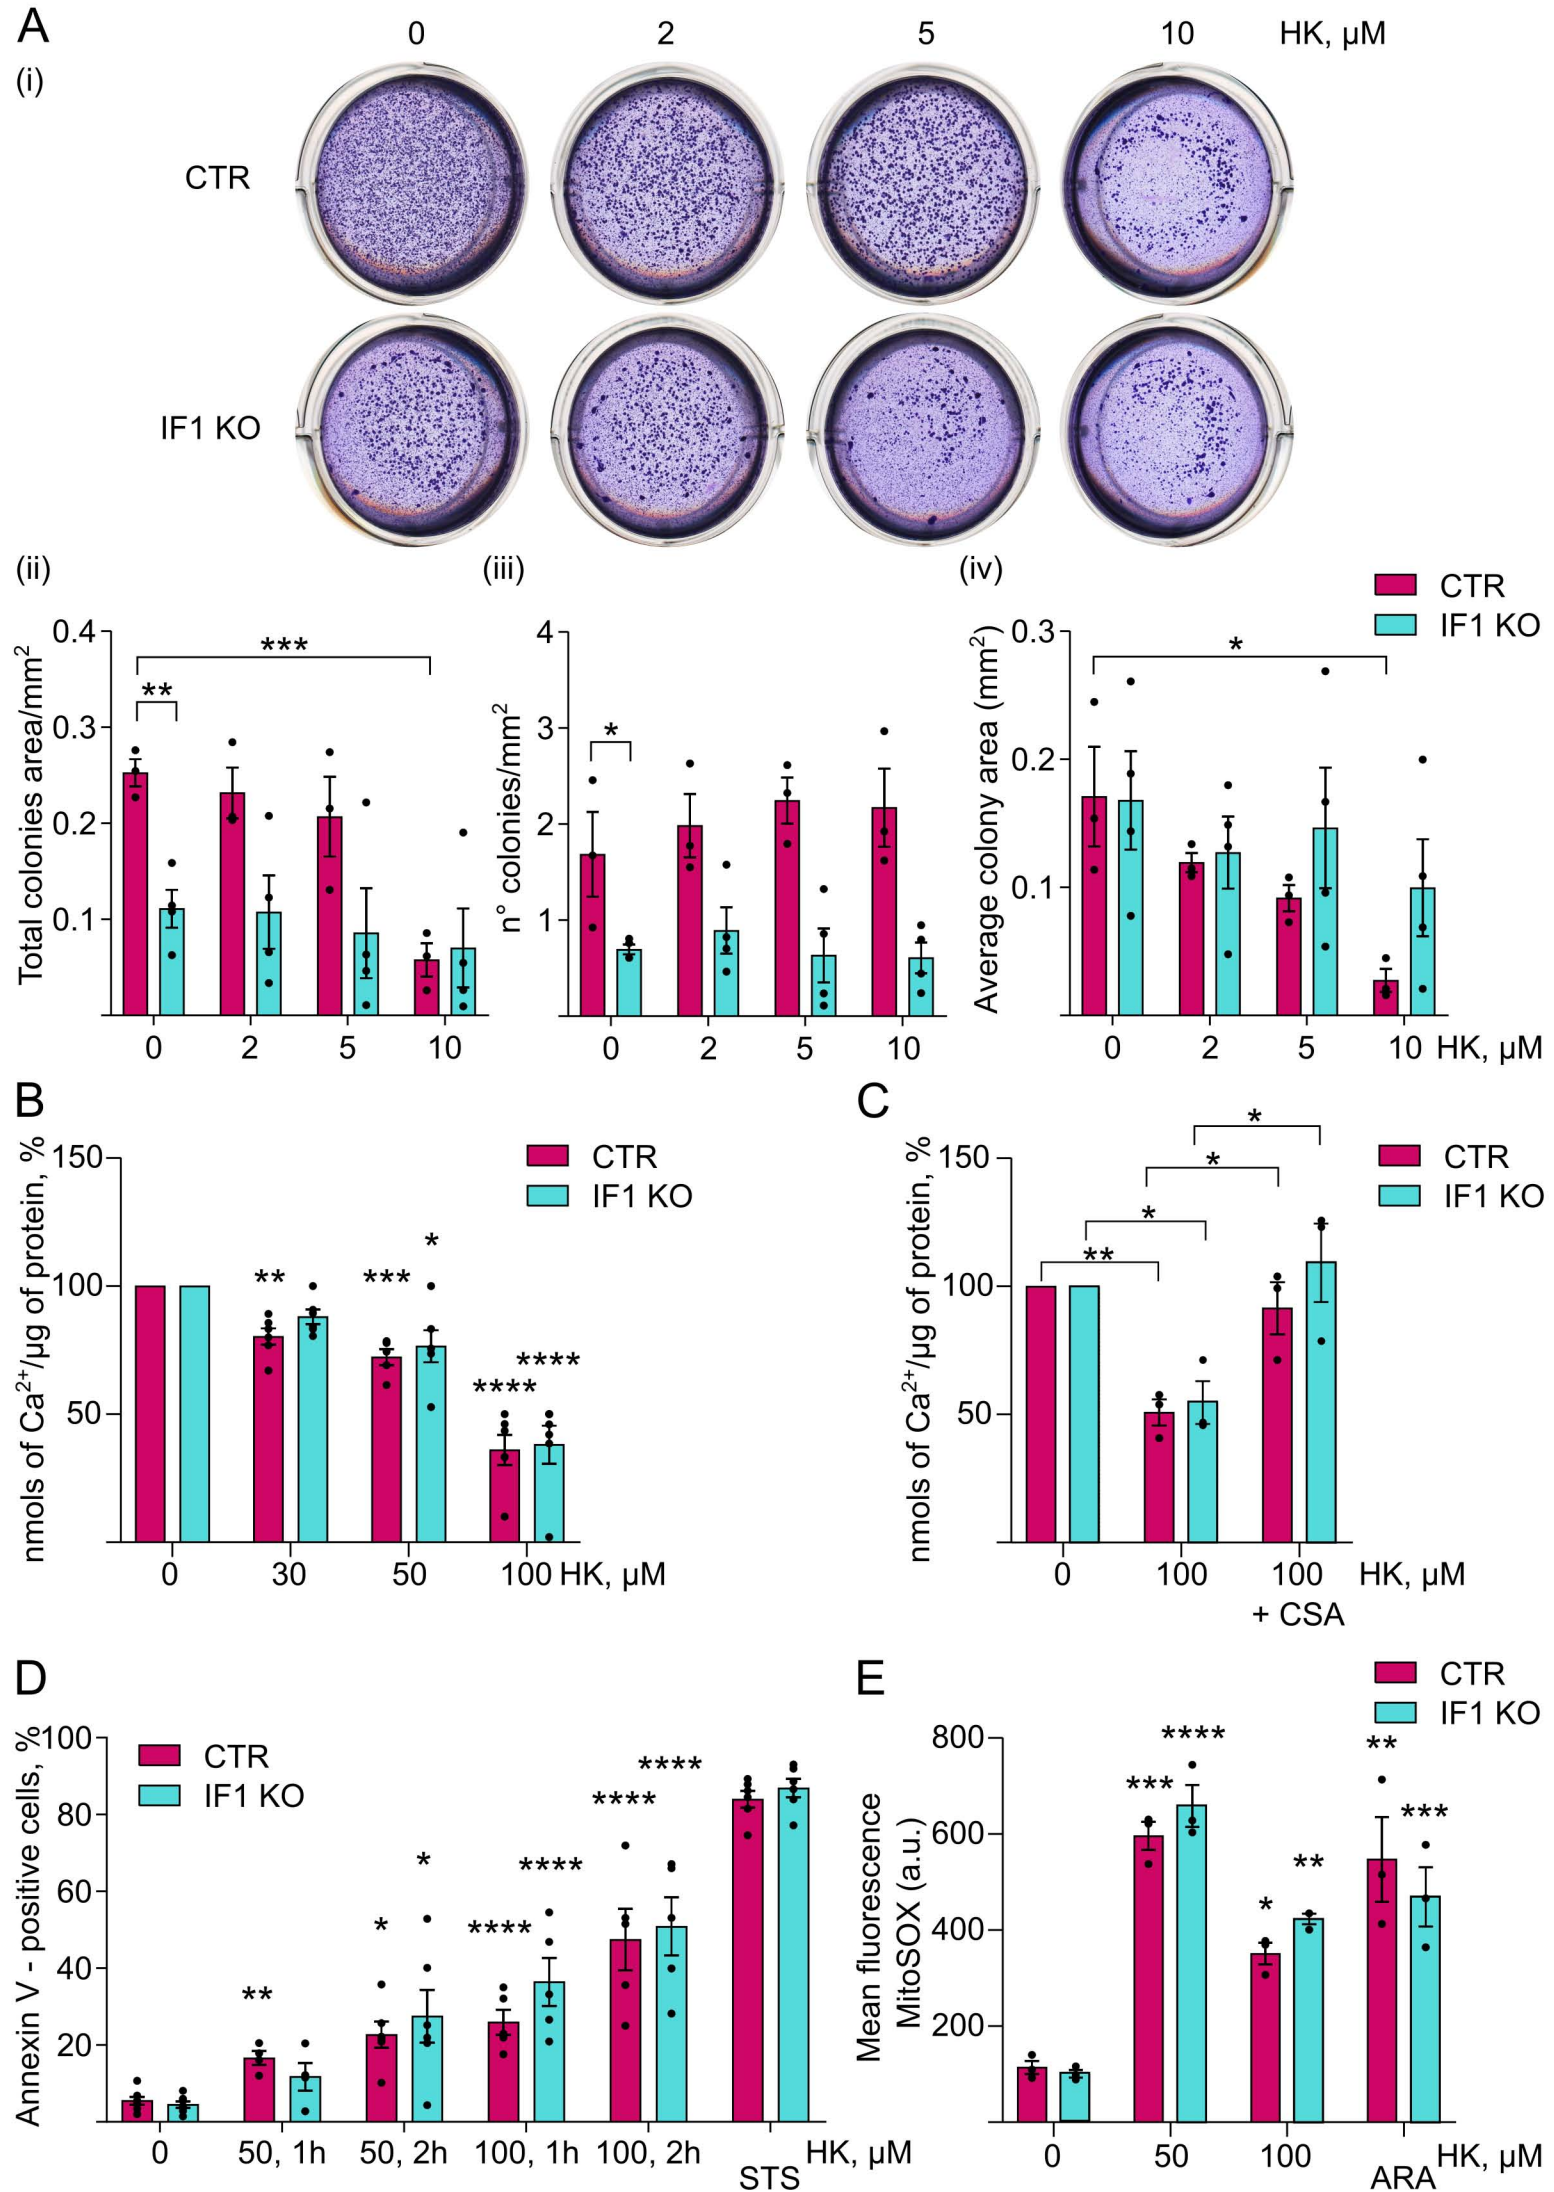 A
0 2 5 10 HK, µM
(i)
CTR
IF1 KO
(ii) (iii) (iv)
CTR
IF1 KO
Total colonies area/mm²
0.4
0.3
0.2
0.1
***
**
0 2 5 10
n° colonies/mm²
4
3
2
1
*
0 2 5 10
Average colony area (mm²)
0.3
0.2
0.1
*
0 2 5 10 HK, µM
B
nmols of Ca²⁺/µg of protein, %
150
100
50
CTR
IF1 KO
** *** * **** ****
0 30 50 100 HK, µM
C
nmols of Ca²⁺/µg of protein, %
150
100
50
CTR
IF1 KO
*
*
*
**
0 100 100 HK, µM
+ CSA
D
Annexin V - positive cells, %
100
80
60
40
20
CTR
IF1 KO
** * * **** **** **** ****
0 50, 1h 50, 2h 100, 1h 100, 2h HK, µM
STS
E
CTR
IF1 KO
Mean fluorescence
MitoSOX (a.u.)
800
600
400
200
*** **** * ** ** ***
0 50 100 HK, µM
ARA